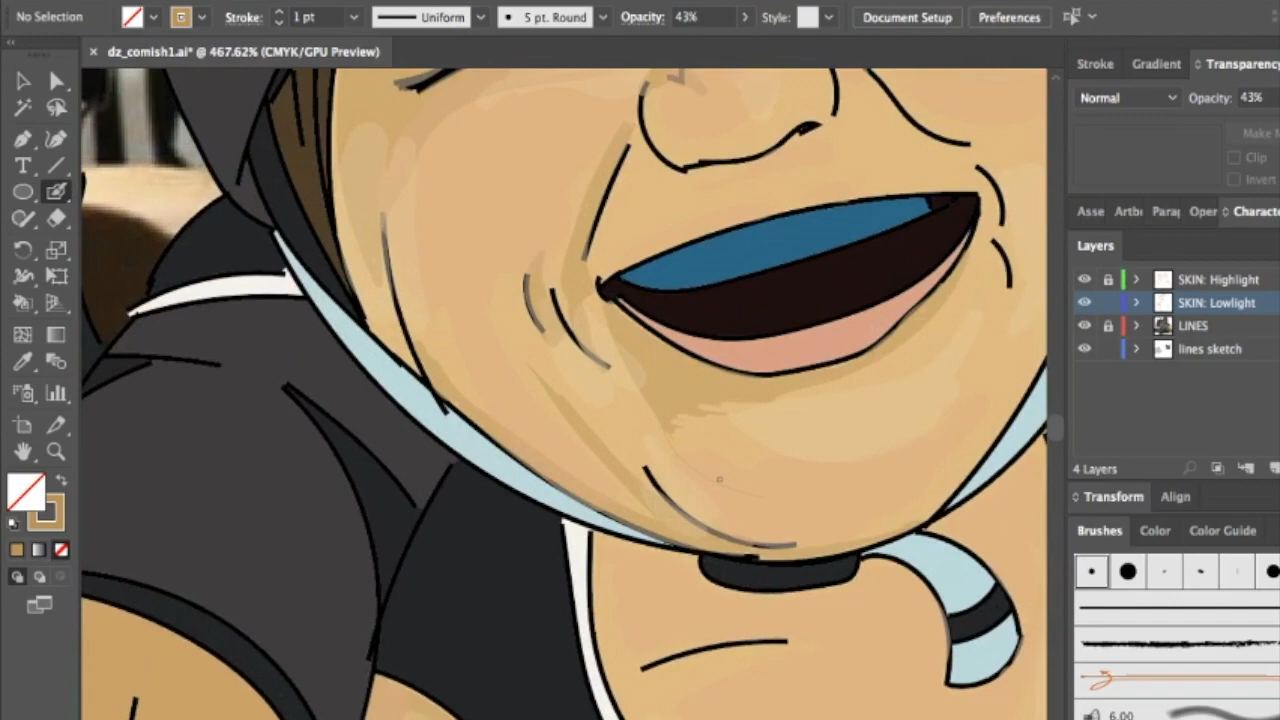 No Selection
Stroke: 1 pt
Uniform
5 pt. Round
Opacity: 43%
Style:
Document Setup
Preferences
× dz_comish1.ai* @ 467.62% (CMYK/GPU Preview)
Stroke
Gradient
Transparency
Normal
Opacity: 43%
Make M
Clip
Invert
Asse
Artb
Para
Oper
Charac
Layers
SKIN: Highlight
SKIN: Lowlight
LINES
lines sketch
4 Layers
Transform
Align
Brushes
Color
Color Guide
6.00